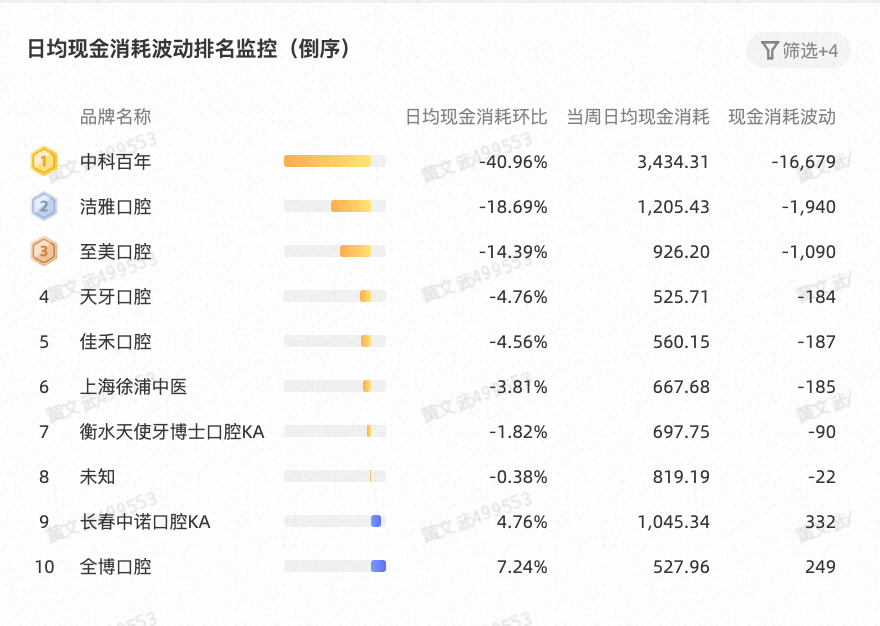 日均现金消耗波动排名监控（倒序）
筛选+4
品牌名称 日均现金消耗环比 当周日均现金消耗 现金消耗波动
1 中科百年 -40.96% 3,434.31 -16,679
2 洁雅口腔 -18.69% 1,205.43 -1,940
3 至美口腔 -14.39% 926.20 -1,090
4 天牙口腔 -4.76% 525.71 -184
5 佳禾口腔 -4.56% 560.15 -187
6 上海徐浦中医 -3.81% 667.68 -185
7 衡水天使牙博士口腔KA -1.82% 697.75 -90
8 未知 -0.38% 819.19 -22
9 长春中诺口腔KA 4.76% 1,045.34 332
10 全博口腔 7.24% 527.96 249